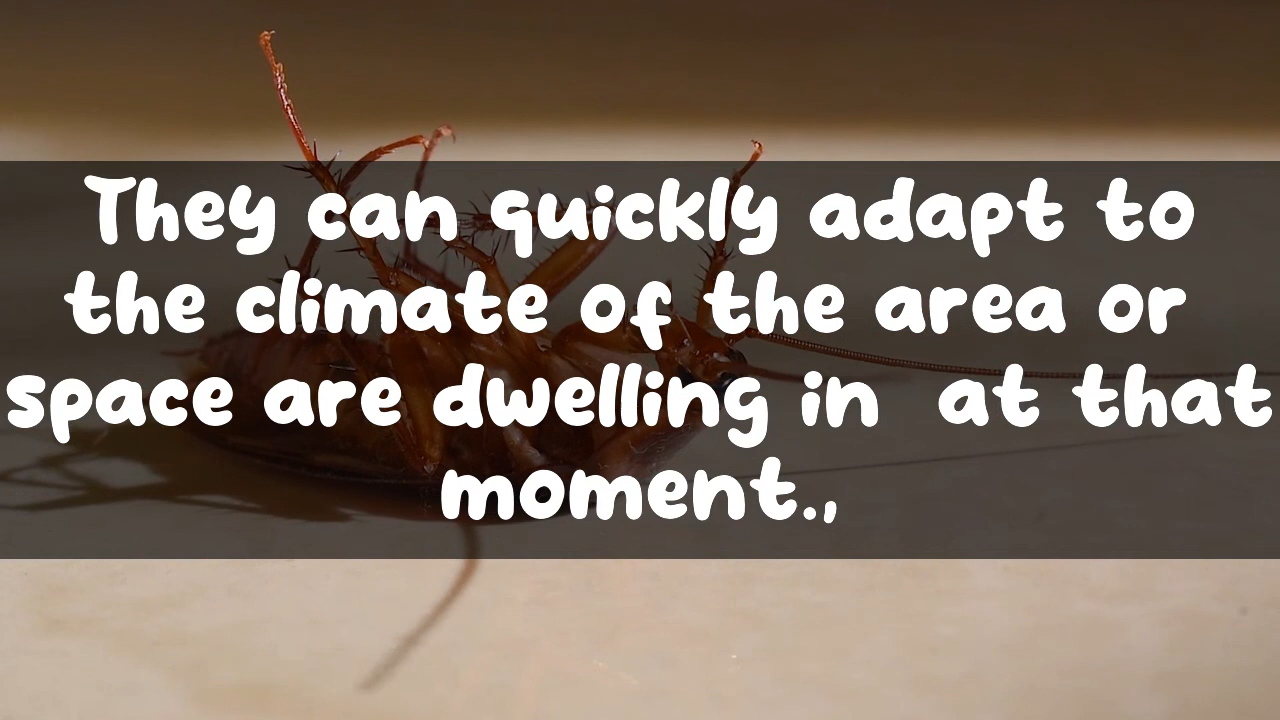 They can quickly adapt to
the climate of the area or
space are dwelling in  at that
moment.,